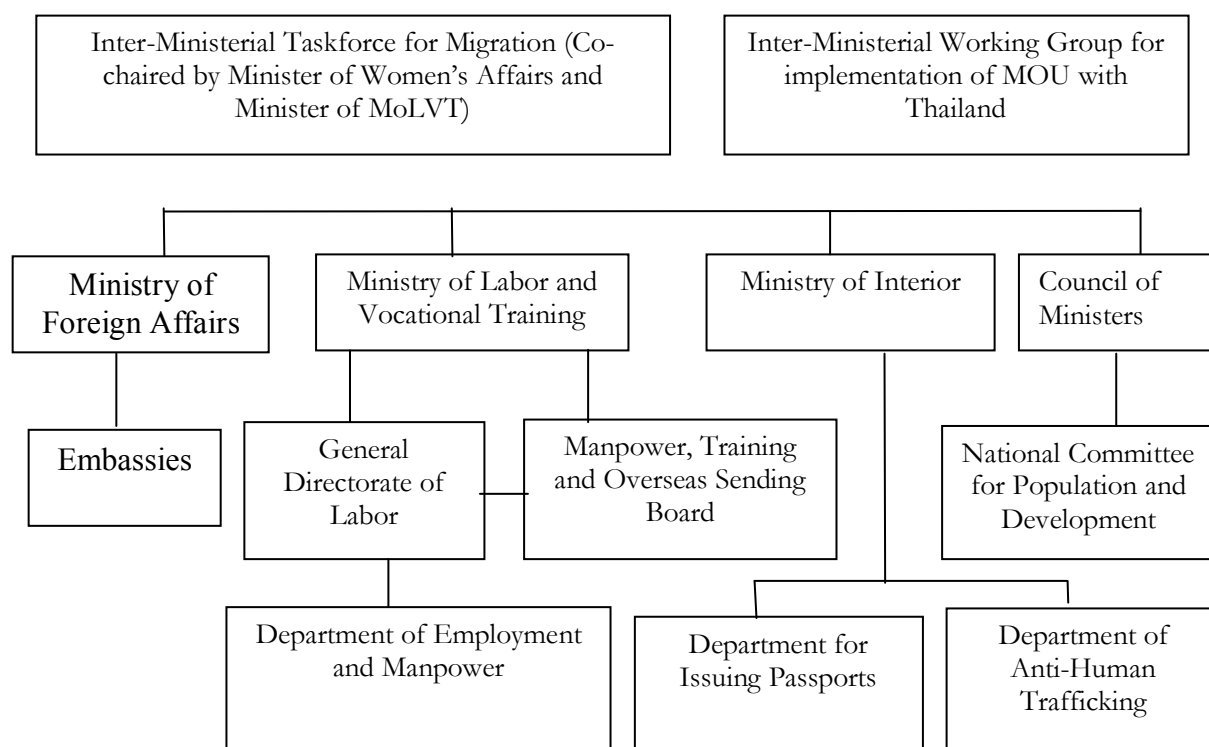 Inter-Ministerial Taskforce for Migration (Co-
chaired by Minister of Women’s Affairs and
Minister of MoLVT)
Inter-Ministerial Working Group for
implementation of MOU with
Thailand
Ministry of
Foreign Affairs
Ministry of Labor and
Vocational Training
Ministry of Interior
Council of
Ministers
Embassies
General
Directorate of
Labor
Manpower, Training
and Overseas Sending
Board
National Committee
for Population and
Development
Department of Employment
and Manpower
Department for
Issuing Passports
Department of
Anti-Human
Trafficking